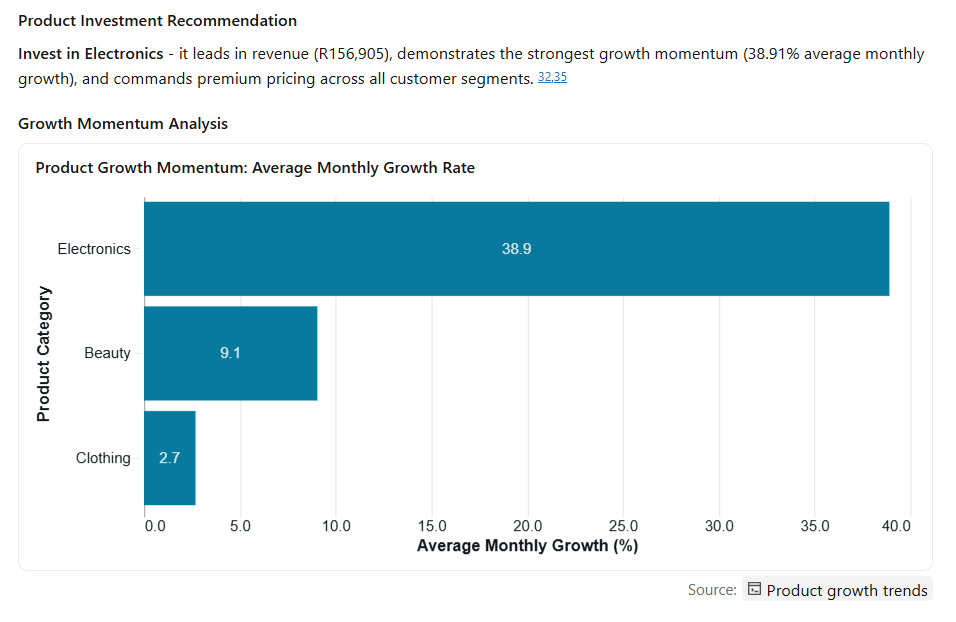 Product Investment Recommendation
Invest in Electronics - it leads in revenue (R156,905), demonstrates the strongest growth momentum (38.91% average monthly
growth), and commands premium pricing across all customer segments. 32,35
Growth Momentum Analysis
Product Growth Momentum: Average Monthly Growth Rate
Product Category
Electronics
38.9
Beauty
9.1
Clothing
2.7
0.0 5.0 10.0 15.0 20.0 25.0 30.0 35.0 40.0
Average Monthly Growth (%)
Source: Product growth trends